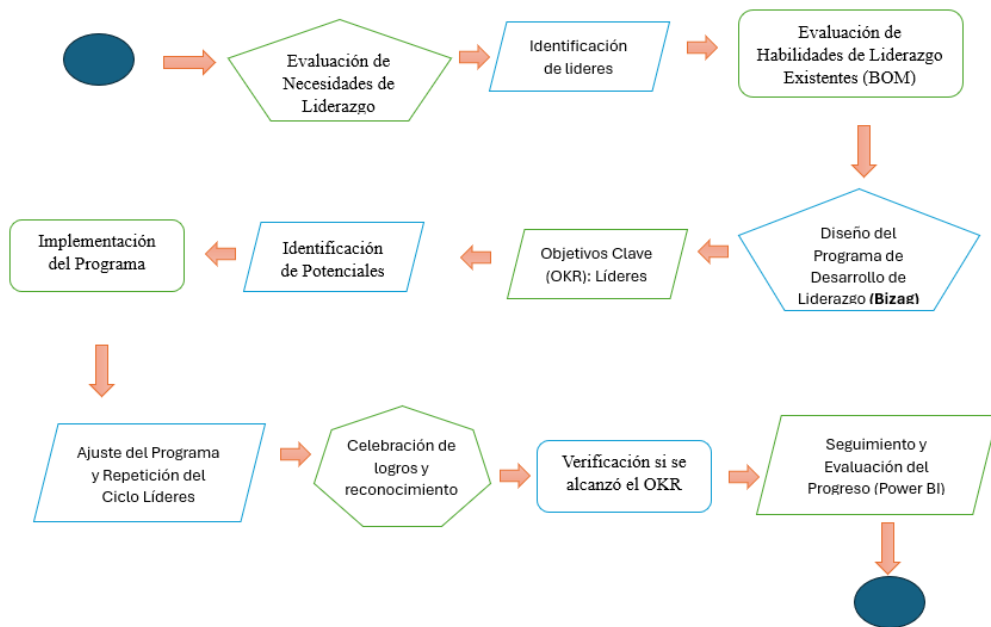 Evaluación de
Necesidades de
Liderazgo
Identificación
de lideres
Evaluación de
Habilidades de Liderazgo
Existentes (BOM)
Diseño del
Programa de
Desarrollo de
Liderazgo (Bizag)
Objetivos Clave
(OKR): Líderes
Identificación
de Potenciales
Implementación
del Programa
Ajuste del Programa
y Repetición del
Ciclo Líderes
Celebración de
logros y
reconocimiento
Verificación si se
alcanzó el OKR
Seguimiento y
Evaluación del
Progreso (Power BI)